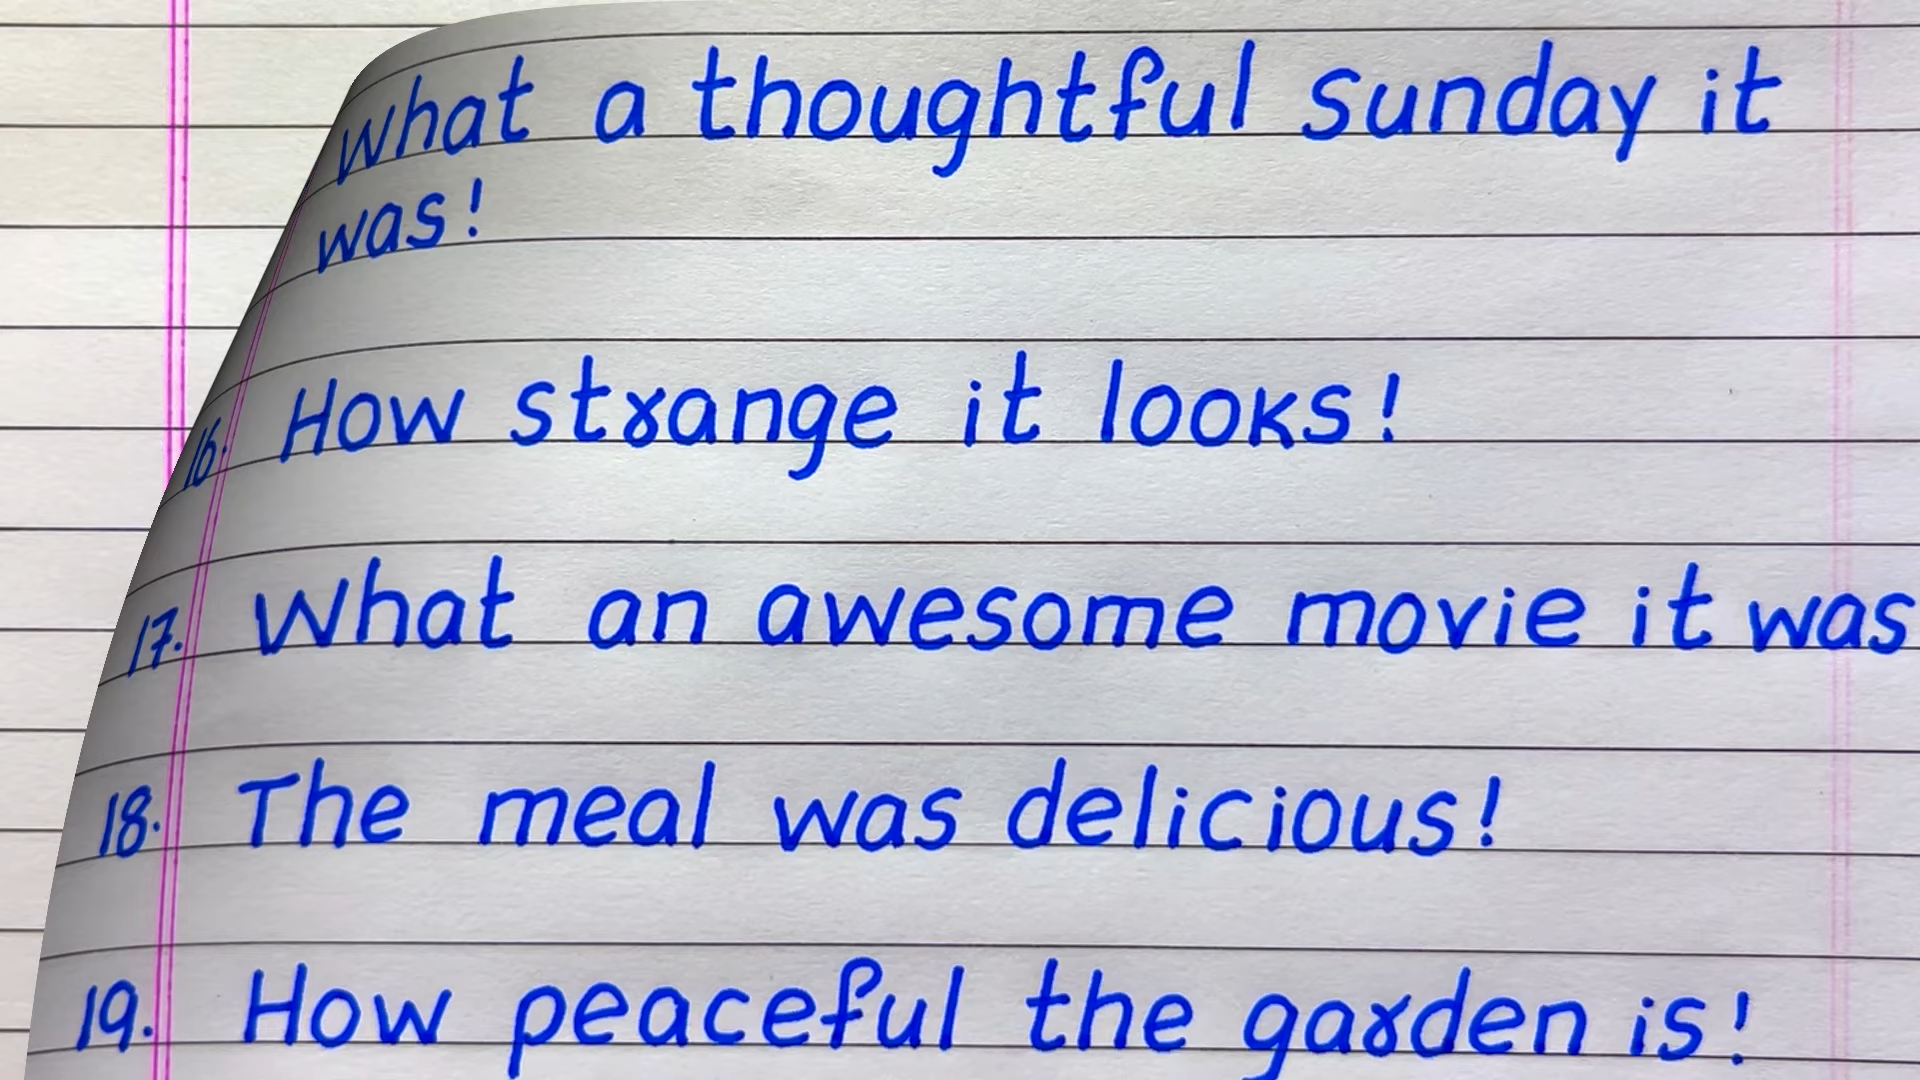 What a thoughtful sunday it
was!
16. How strange it looks!
17. What an awesome movie it was
18. The meal was delicious!
19. How peaceful the garden is!